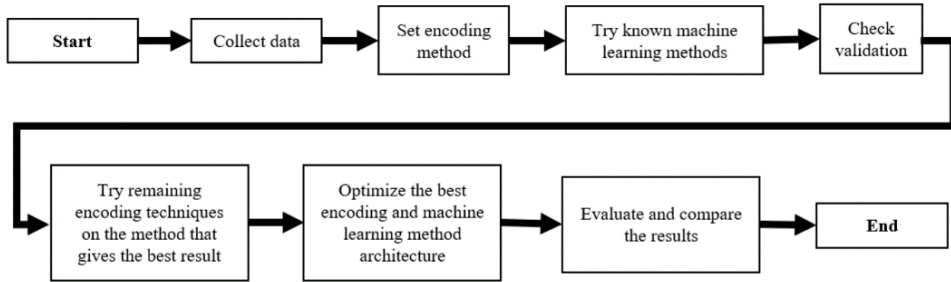 Start
Collect data
Set encoding
method
Try known machine
learning methods
Check
validation
Try remaining
encoding techniques
on the method that
gives the best result
Optimize the best
encoding and machine
learning method
architecture
Evaluate and compare
the results
End